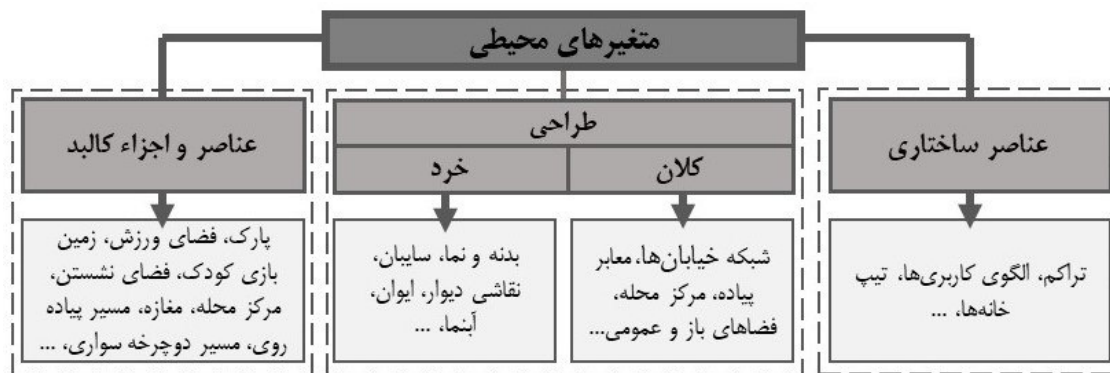 متغیرهای محیطی
عناصر ساختاری
تراکم، الگوی کاربری‌ها، تیپ
خانه‌ها، ...
طراحی
کلان
شبکه خیابان‌ها، معابر
پیاده، مرکز محله،
فضاهای باز و عمومی...
خرد
بدنه و نما، سایبان،
نقاشی دیوار، ایوان،
آبنما، ...
عناصر و اجزاء کالبد
پارک، فضای ورزش، زمین
بازی کودک، فضای نشستن،
مرکز محله، مغازه، مسیر پیاده
روی، مسیر دوچرخه سواری، ...